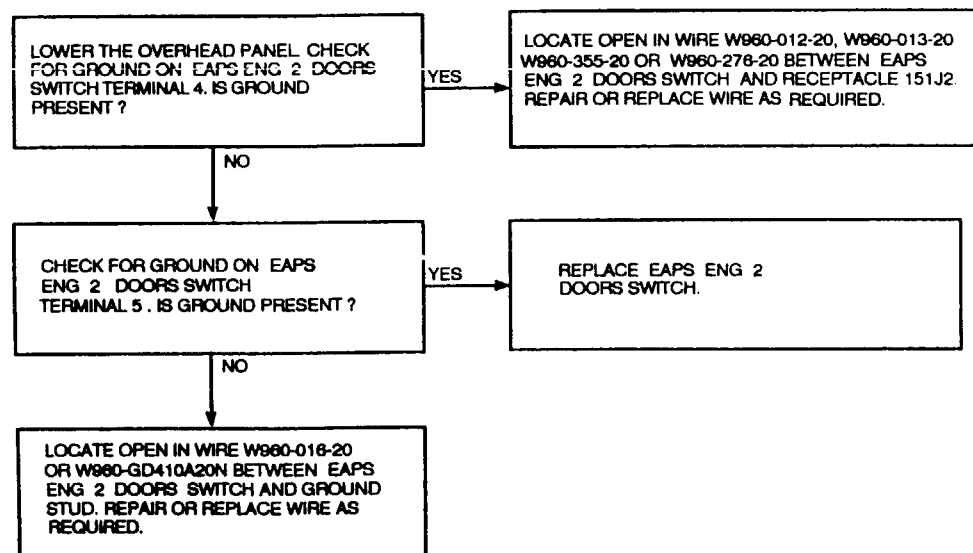 LOWER THE OVERHEAD PANEL. CHECK
FOR GROUND ON EAPS ENG 2 DOORS
SWITCH TERMINAL 4. IS GROUND
PRESENT ?
YES
LOCATE OPEN IN WIRE W960-012-20, W960-013-20
W960-355-20 OR W960-276-20 BETWEEN EAPS
ENG 2 DOORS SWITCH AND RECEPTACLE 151J2.
REPAIR OR REPLACE WIRE AS REQUIRED.
NO
CHECK FOR GROUND ON EAPS
ENG 2 DOORS SWITCH
TERMINAL 5 . IS GROUND PRESENT ?
YES
REPLACE EAPS ENG 2
DOORS SWITCH.
NO
LOCATE OPEN IN WIRE W960-016-20
OR W960-GD410A20N BETWEEN EAPS
ENG 2 DOORS SWITCH AND GROUND
STUD. REPAIR OR REPLACE WIRE AS
REQUIRED.